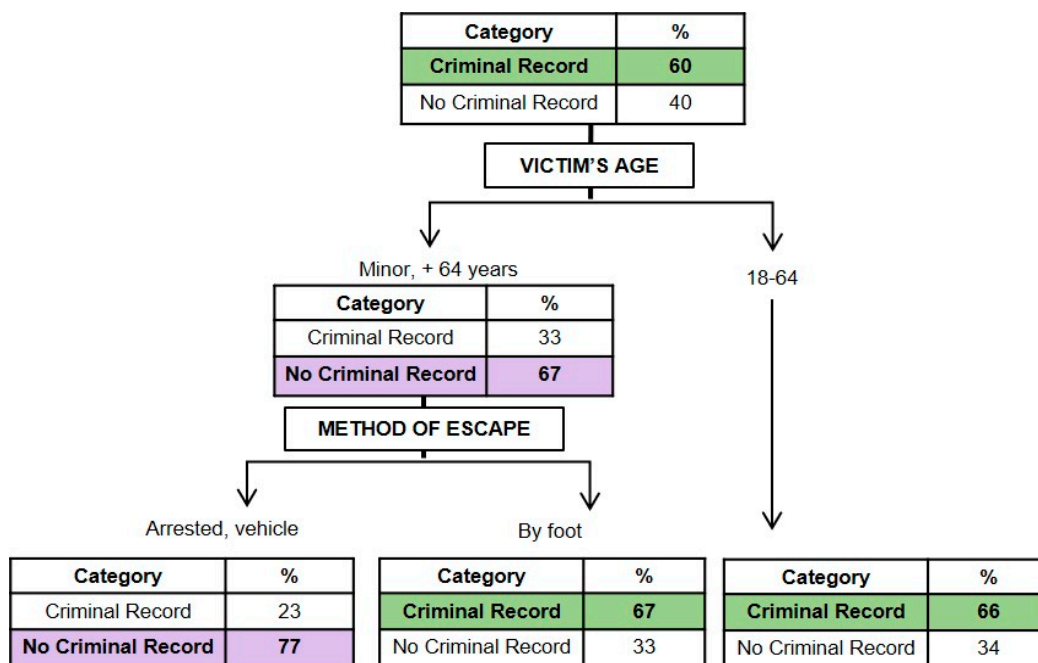 Category %
Criminal Record 60
No Criminal Record 40
VICTIM'S AGE
Minor, + 64 years
18-64
Category %
Criminal Record 33
No Criminal Record 67
METHOD OF ESCAPE
Arrested, vehicle
By foot
Category %
Criminal Record 23
No Criminal Record 77
Category %
Criminal Record 67
No Criminal Record 33
Category %
Criminal Record 66
No Criminal Record 34